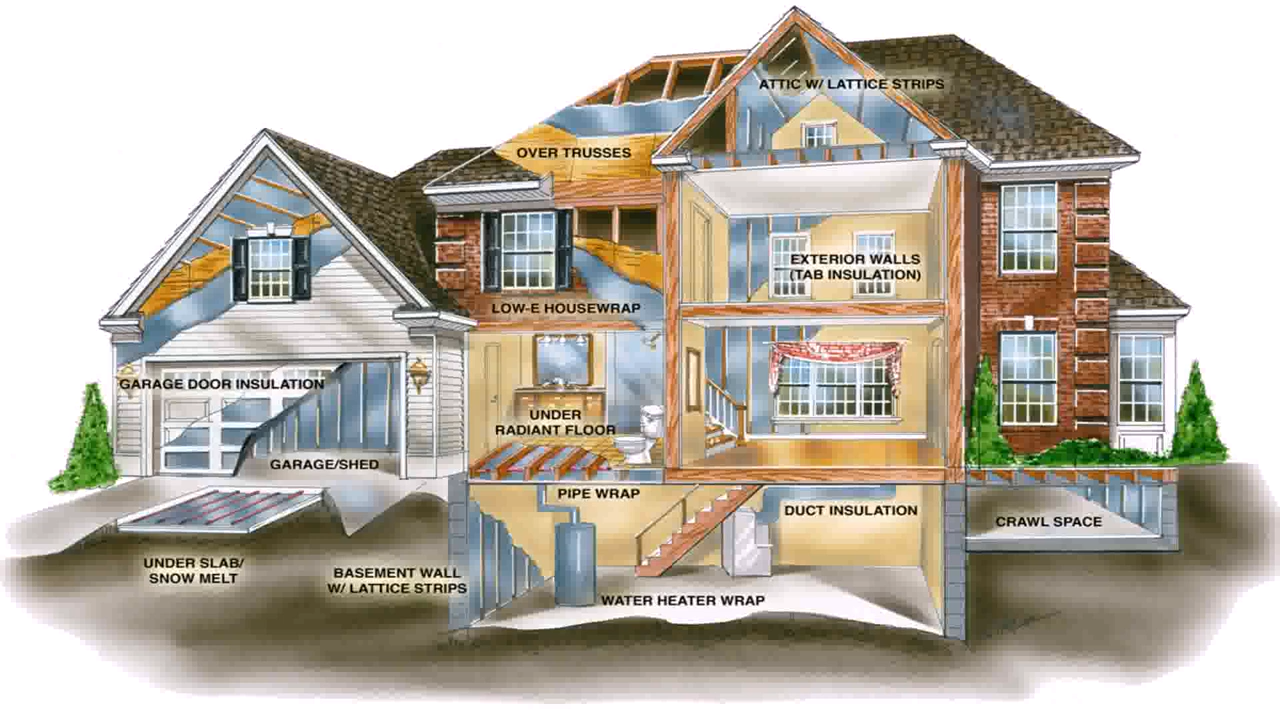 ATTIC W/ LATTICE STRIPS
OVER TRUSSES
EXTERIOR WALLS
(TAB INSULATION)
LOW-E HOUSEWRAP
GARAGE DOOR INSULATION
UNDER
RADIANT FLOOR
GARAGE/SHED
PIPE WRAP
DUCT INSULATION
CRAWL SPACE
UNDER SLAB/
SNOW MELT
BASEMENT WALL
W/ LATTICE STRIPS
WATER HEATER WRAP